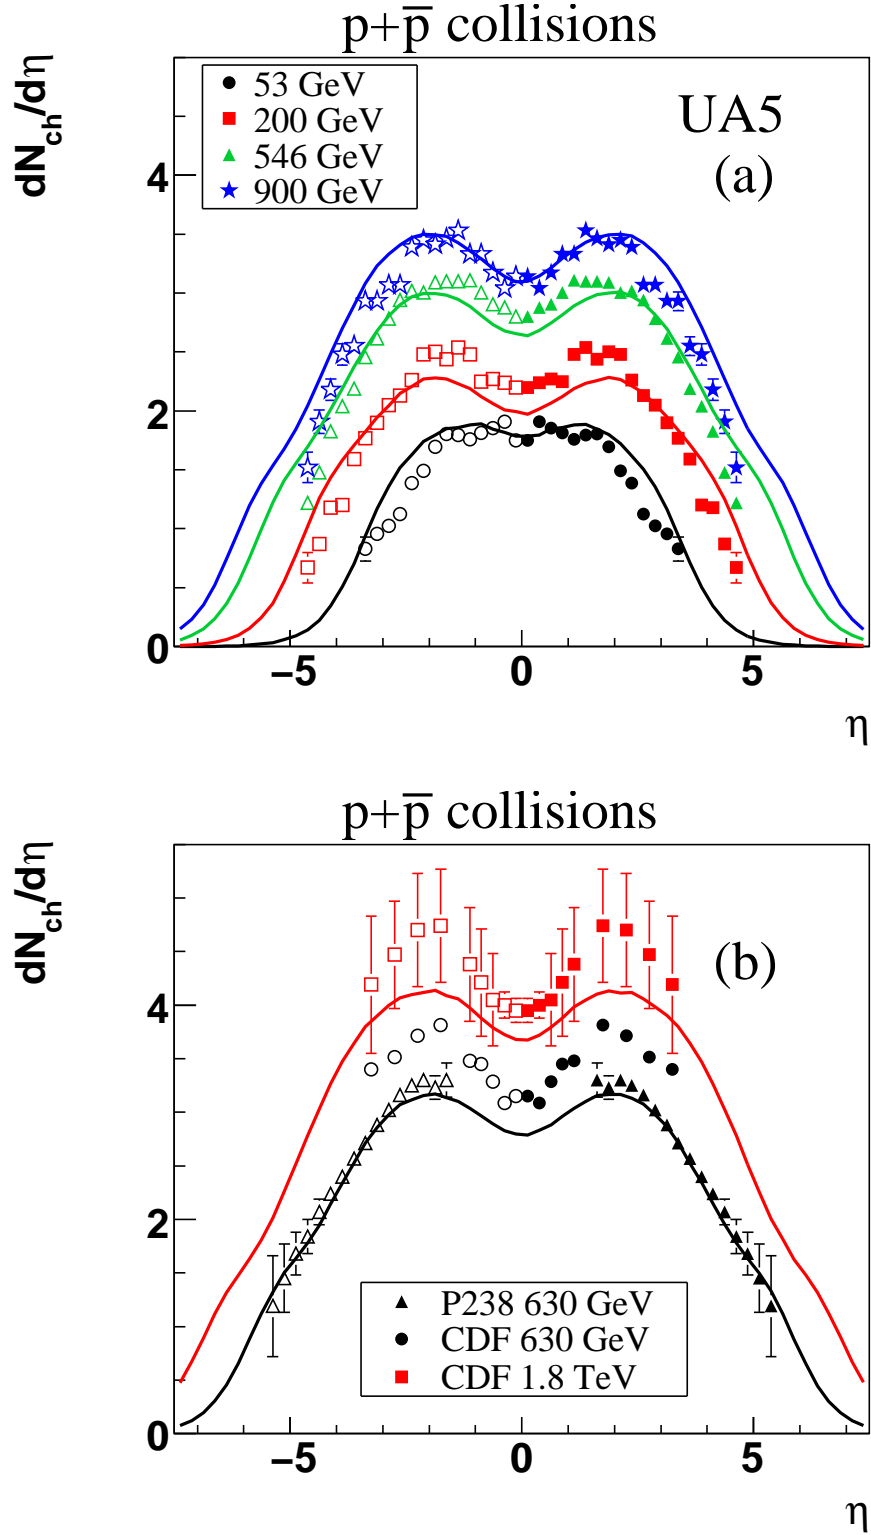 p+p̅ collisions
dN_ch/dη
53 GeV
200 GeV
546 GeV
900 GeV
UA5
(a)
4
2
0
−5 0 5
η
p+p̅ collisions
dN_ch/dη
(b)
4
2
0
P238 630 GeV
CDF 630 GeV
CDF 1.8 TeV
−5 0 5
η